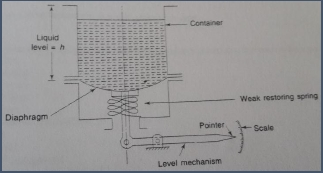 Container
Liquid
level = h
Weak restoring spring
Diaphragm
Pointer
Scale
Level mechanism